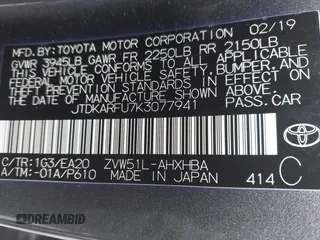 MFD. BY: TOYOTA MOTOR CORPORATION 02/19
GVWR 3945LB GAWR FR 2250LB RR 2150LB
THIS VEHICLE CONFORMS TO ALL APPLICABLE
FEDERAL MOTOR VEHICLE SAFETY, BUMPER, AND
THEFT PREVENTION STANDARDS IN EFFECT ON
THE DATE OF MANUFACTURE SHOWN ABOVE.
JTDKARFU7K3077941
C/TR:1G3/EA20 ZVW51L-AHXHBA
A/TM:-01A/P610 MADE IN JAPAN 414 C
TOYOTA
DREAMBID